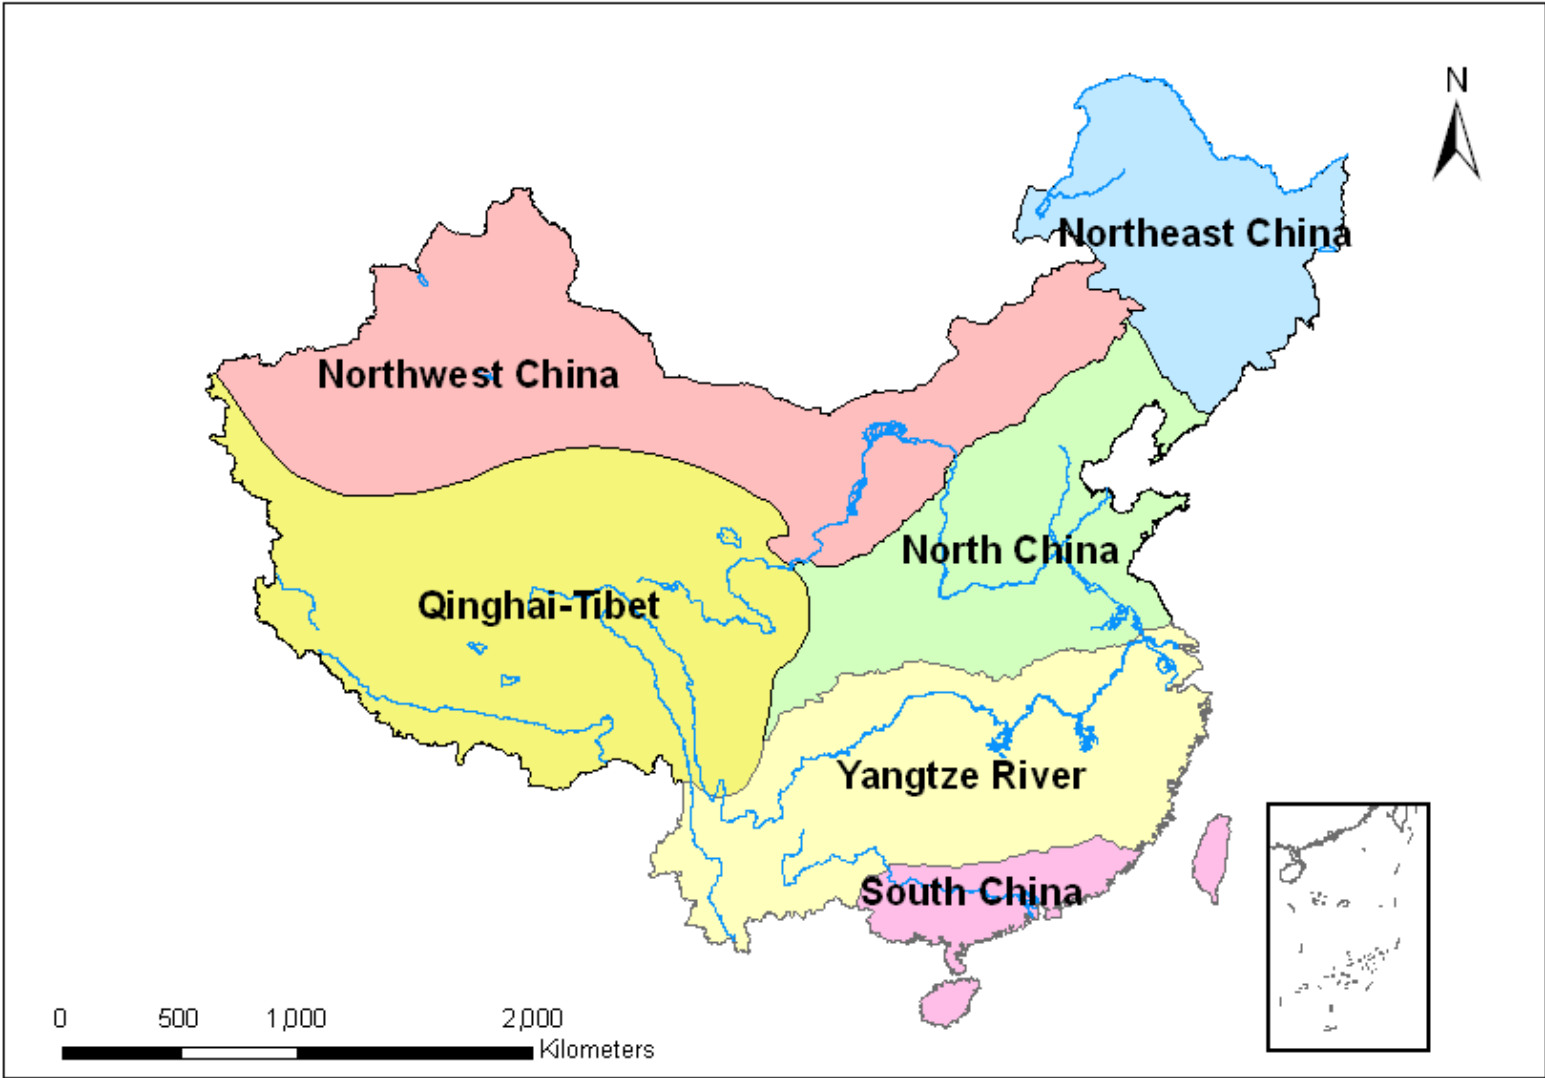 N
Northeast China
Northwest China
North China
Qinghai-Tibet
Yangtze River
South China
0 500 1,000 2,000
Kilometers